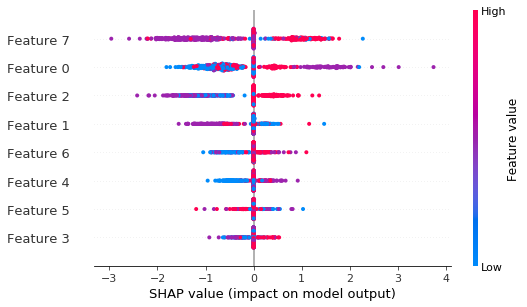 High
Feature 7
Feature 0
Feature 2
Feature 1
Feature 6
Feature 4
Feature 5
Feature 3
Feature value
Low
−3 −2 −1 0 1 2 3 4
SHAP value (impact on model output)